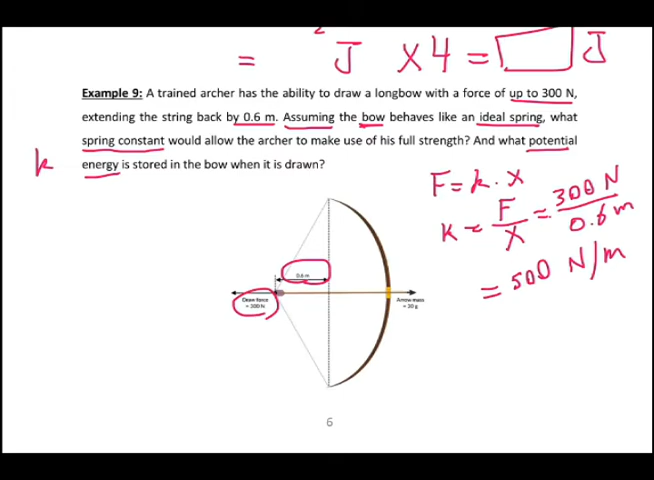 = J × 4 = J
Example 9: A trained archer has the ability to draw a longbow with a force of up to 300 N,
extending the string back by 0.6 m. Assuming the bow behaves like an ideal spring, what
spring constant would allow the archer to make use of his full strength? And what potential
energy is stored in the bow when it is drawn?
k
F = k . x
k = F/x = 300 N/0.6 m
= 500 N/m
0.6 m
Draw force
= 300 N
Arrow mass
= 20 g
6